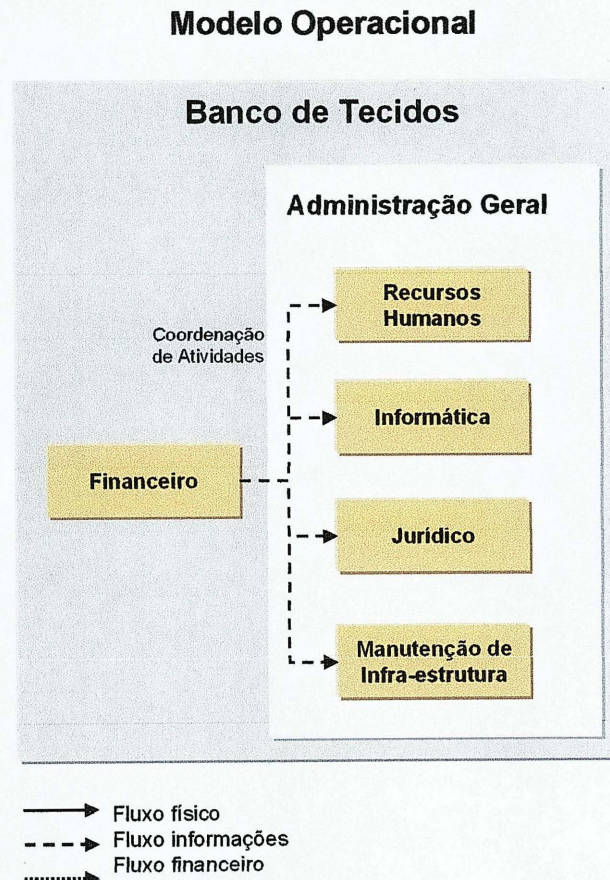 Modelo Operacional
Banco de Tecidos
Administração Geral
Recursos
Humanos
Coordenação
de Atividades
Informática
Financeiro
Jurídico
Manutenção de
Infra-estrutura
Fluxo físico
Fluxo informações
Fluxo financeiro